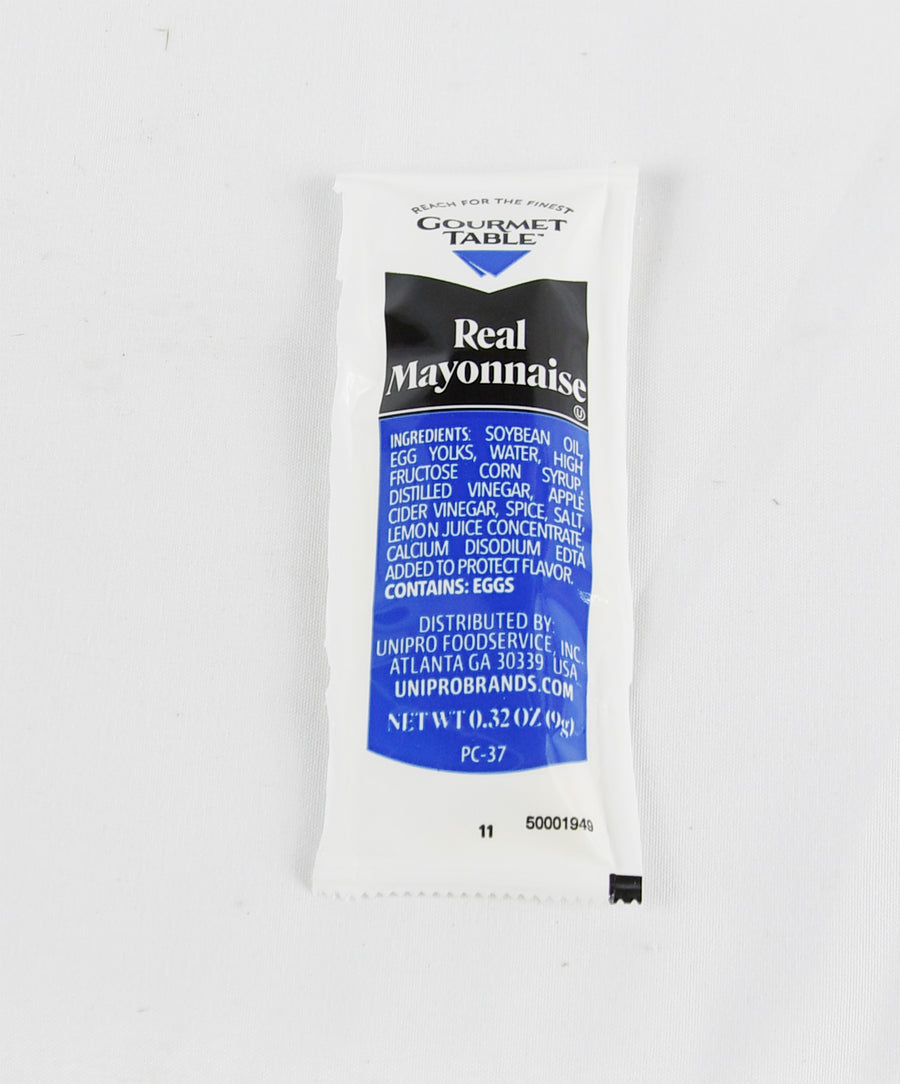 REACH FOR THE FINEST
GOURMET
TABLE™
Real
Mayonnaise
U
INGREDIENTS: SOYBEAN OIL,
EGG YOLKS, WATER, HIGH
FRUCTOSE CORN SYRUP,
DISTILLED VINEGAR, APPLE
CIDER VINEGAR, SPICE, SALT,
LEMON JUICE CONCENTRATE,
CALCIUM DISODIUM EDTA
ADDED TO PROTECT FLAVOR.
CONTAINS: EGGS
DISTRIBUTED BY:
UNIPRO FOODSERVICE, INC.
ATLANTA GA 30339 USA
UNIPROBRANDS.COM
NET WT 0.32 OZ (9g)
PC-37
11 50001949